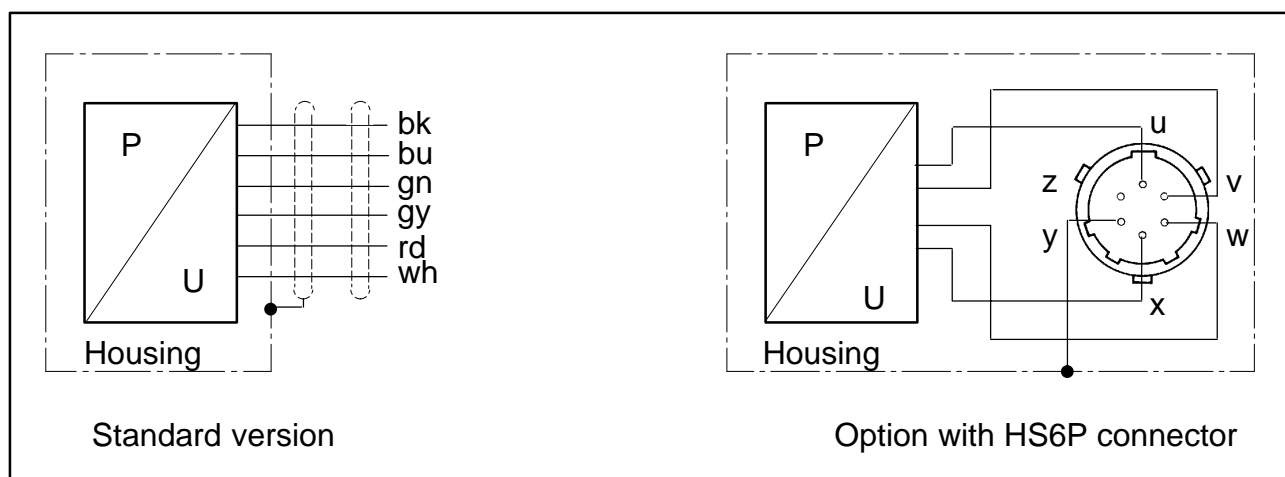 P
U
bk
bu
gn
gy
rd
wh
Housing
Standard version
P
U
u
z
v
y
w
x
Housing
Option with HS6P connector